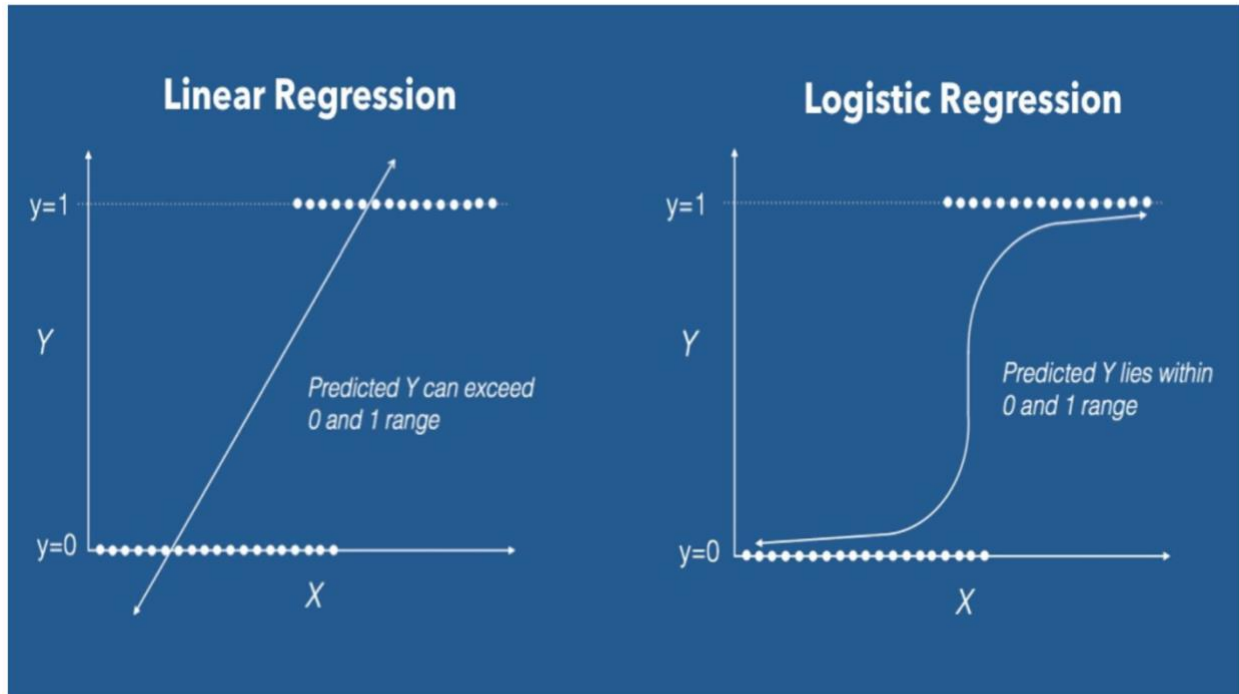 Linear Regression
y=1
Y
Predicted Y can exceed
0 and 1 range
y=0
X
Logistic Regression
y=1
Y
Predicted Y lies within
0 and 1 range
y=0
X